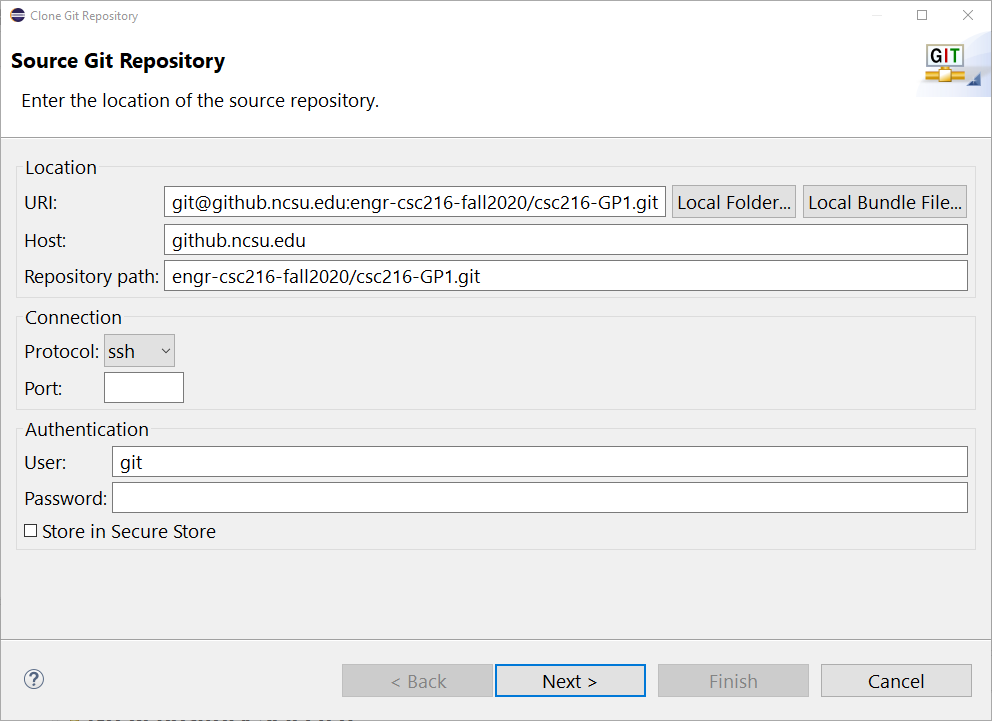 Clone Git Repository
Source Git Repository
GIT
Enter the location of the source repository.
Location
URI: git@github.ncsu.edu:engr-csc216-fall2020/csc216-GP1.git Local Folder... Local Bundle File...
Host: github.ncsu.edu
Repository path: engr-csc216-fall2020/csc216-GP1.git
Connection
Protocol: ssh
Port:
Authentication
User: git
Password:
Store in Secure Store
? < Back Next > Finish Cancel